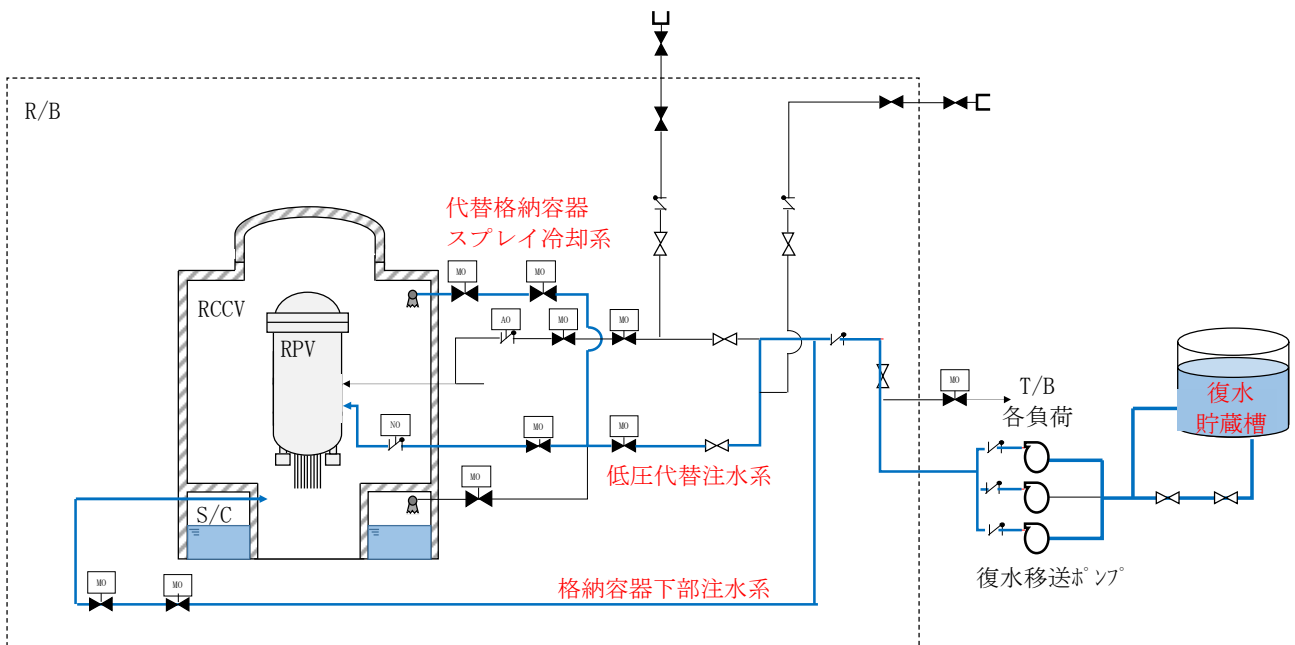 R/B
代替格納容器
スプレイ冷却系
MO
MO
RCCV
AO
MO
MO
RPV
MO
T/B
各負荷
復水
貯蔵槽
NO
MO
MO
低圧代替注水系
MO
S/C
復水移送ﾎﾟﾝﾌﾟ
MO
MO
格納容器下部注水系